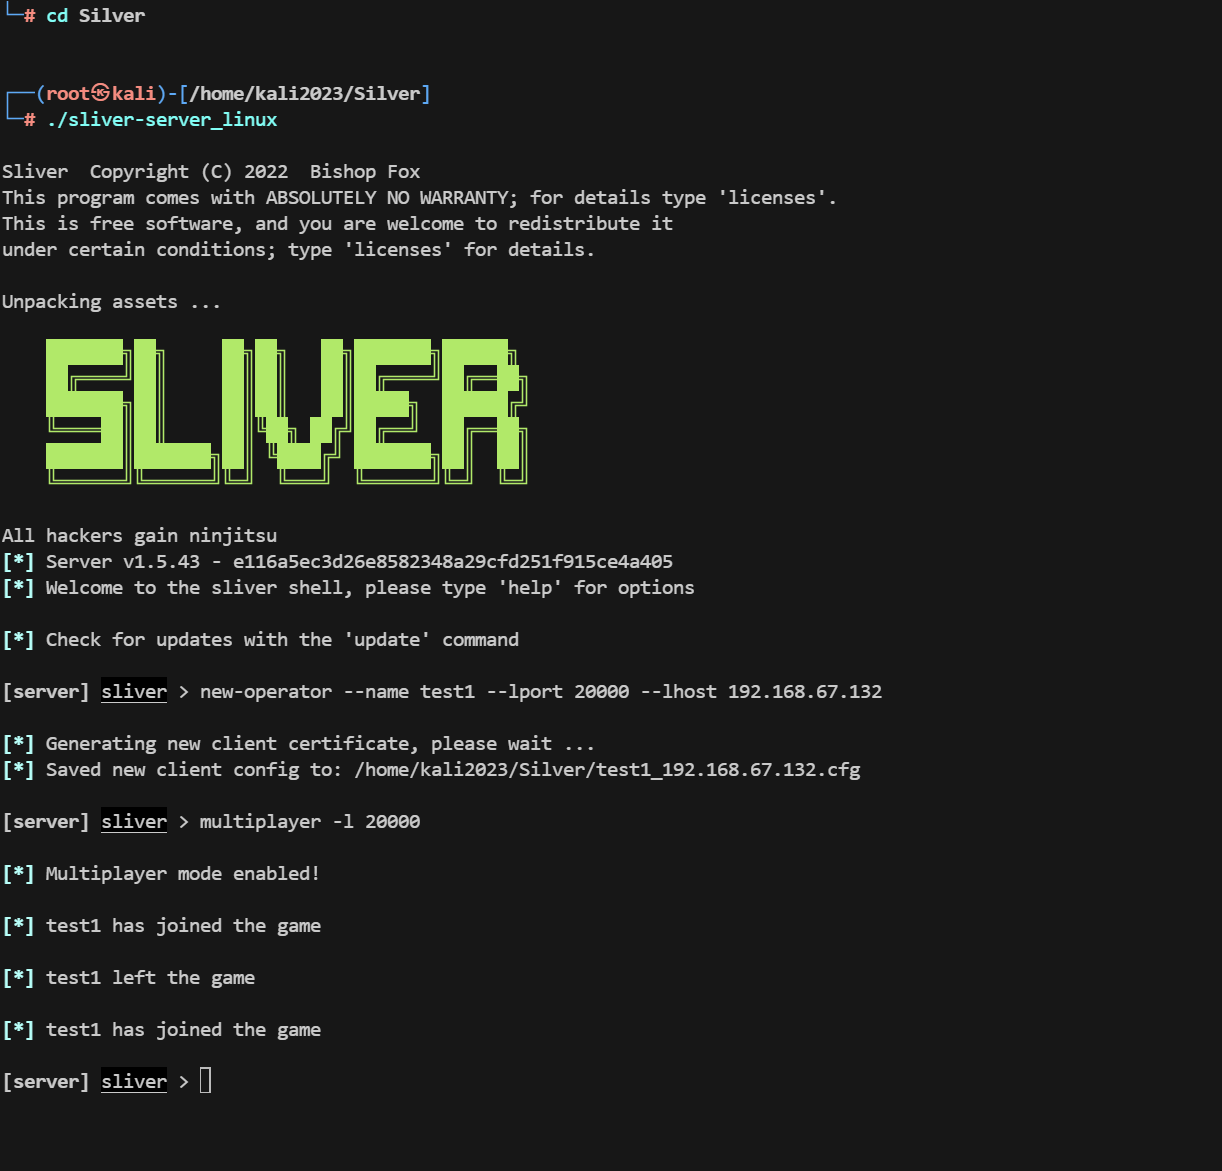 └─# cd Silver
┌──(root㉿kali)-[/home/kali2023/Silver]
└─# ./sliver-server_linux
Sliver  Copyright (C) 2022  Bishop Fox
This program comes with ABSOLUTELY NO WARRANTY; for details type 'licenses'.
This is free software, and you are welcome to redistribute it
under certain conditions; type 'licenses' for details.
Unpacking assets ...
SLIVER
All hackers gain ninjitsu
[*] Server v1.5.43 - e116a5ec3d26e8582348a29cfd251f915ce4a405
[*] Welcome to the sliver shell, please type 'help' for options
[*] Check for updates with the 'update' command
[server] sliver > new-operator --name test1 --lport 20000 --lhost 192.168.67.132
[*] Generating new client certificate, please wait ...
[*] Saved new client config to: /home/kali2023/Silver/test1_192.168.67.132.cfg
[server] sliver > multiplayer -l 20000
[*] Multiplayer mode enabled!
[*] test1 has joined the game
[*] test1 left the game
[*] test1 has joined the game
[server] sliver >